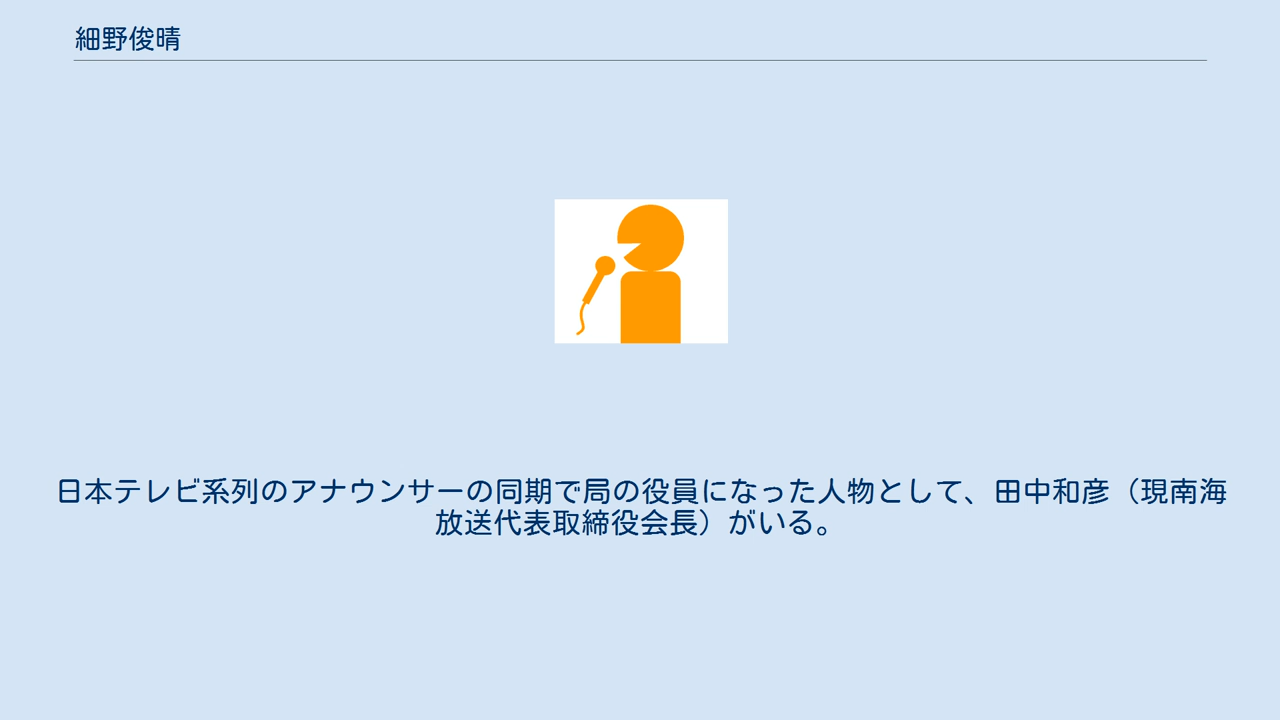 細野俊晴
日本テレビ系列のアナウンサーの同期で局の役員になった人物として、田中和彦（現南海
放送代表取締役会長）がいる。